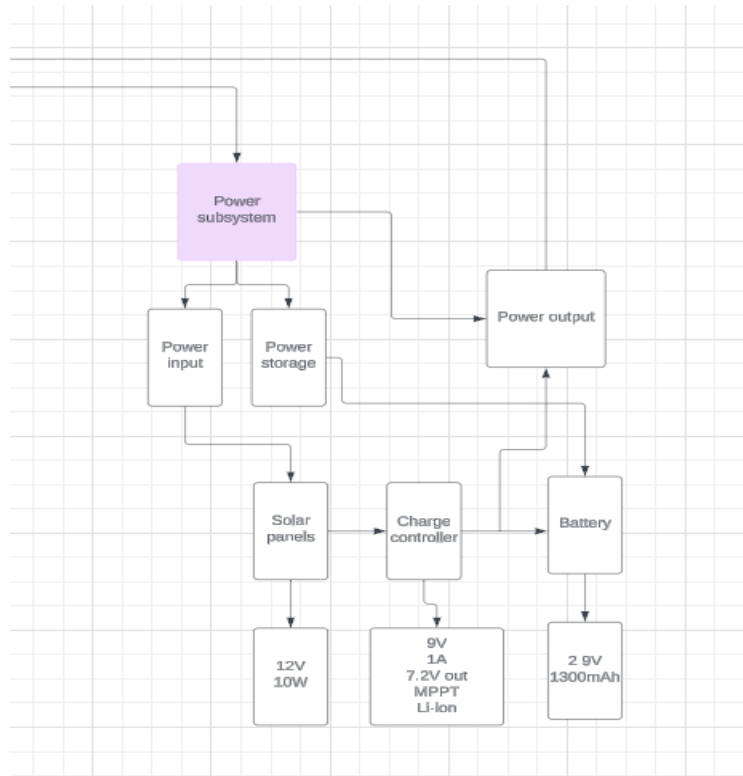 Power
subsystem
Power output
Power
input
Power
storage
Solar
panels
Charge
controller
Battery
12V
10W
9V
1A
7.2V out
MPPT
Li-ion
2 9V
1300mAh